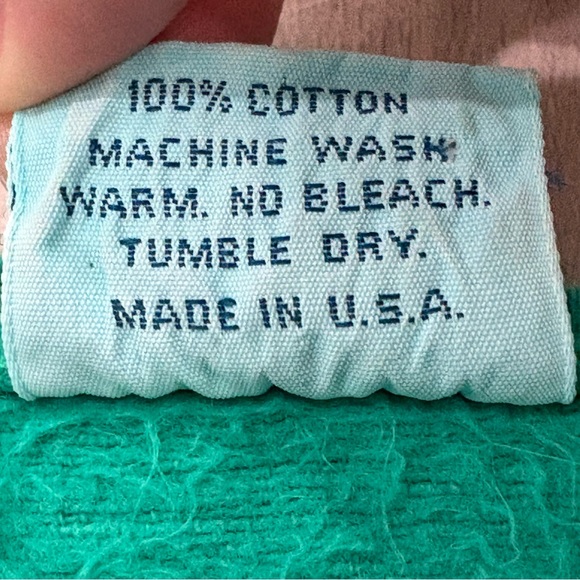 100% COTTON
MACHINE WASH
WARM. NO BLEACH.
TUMBLE DRY.
MADE IN U.S.A.